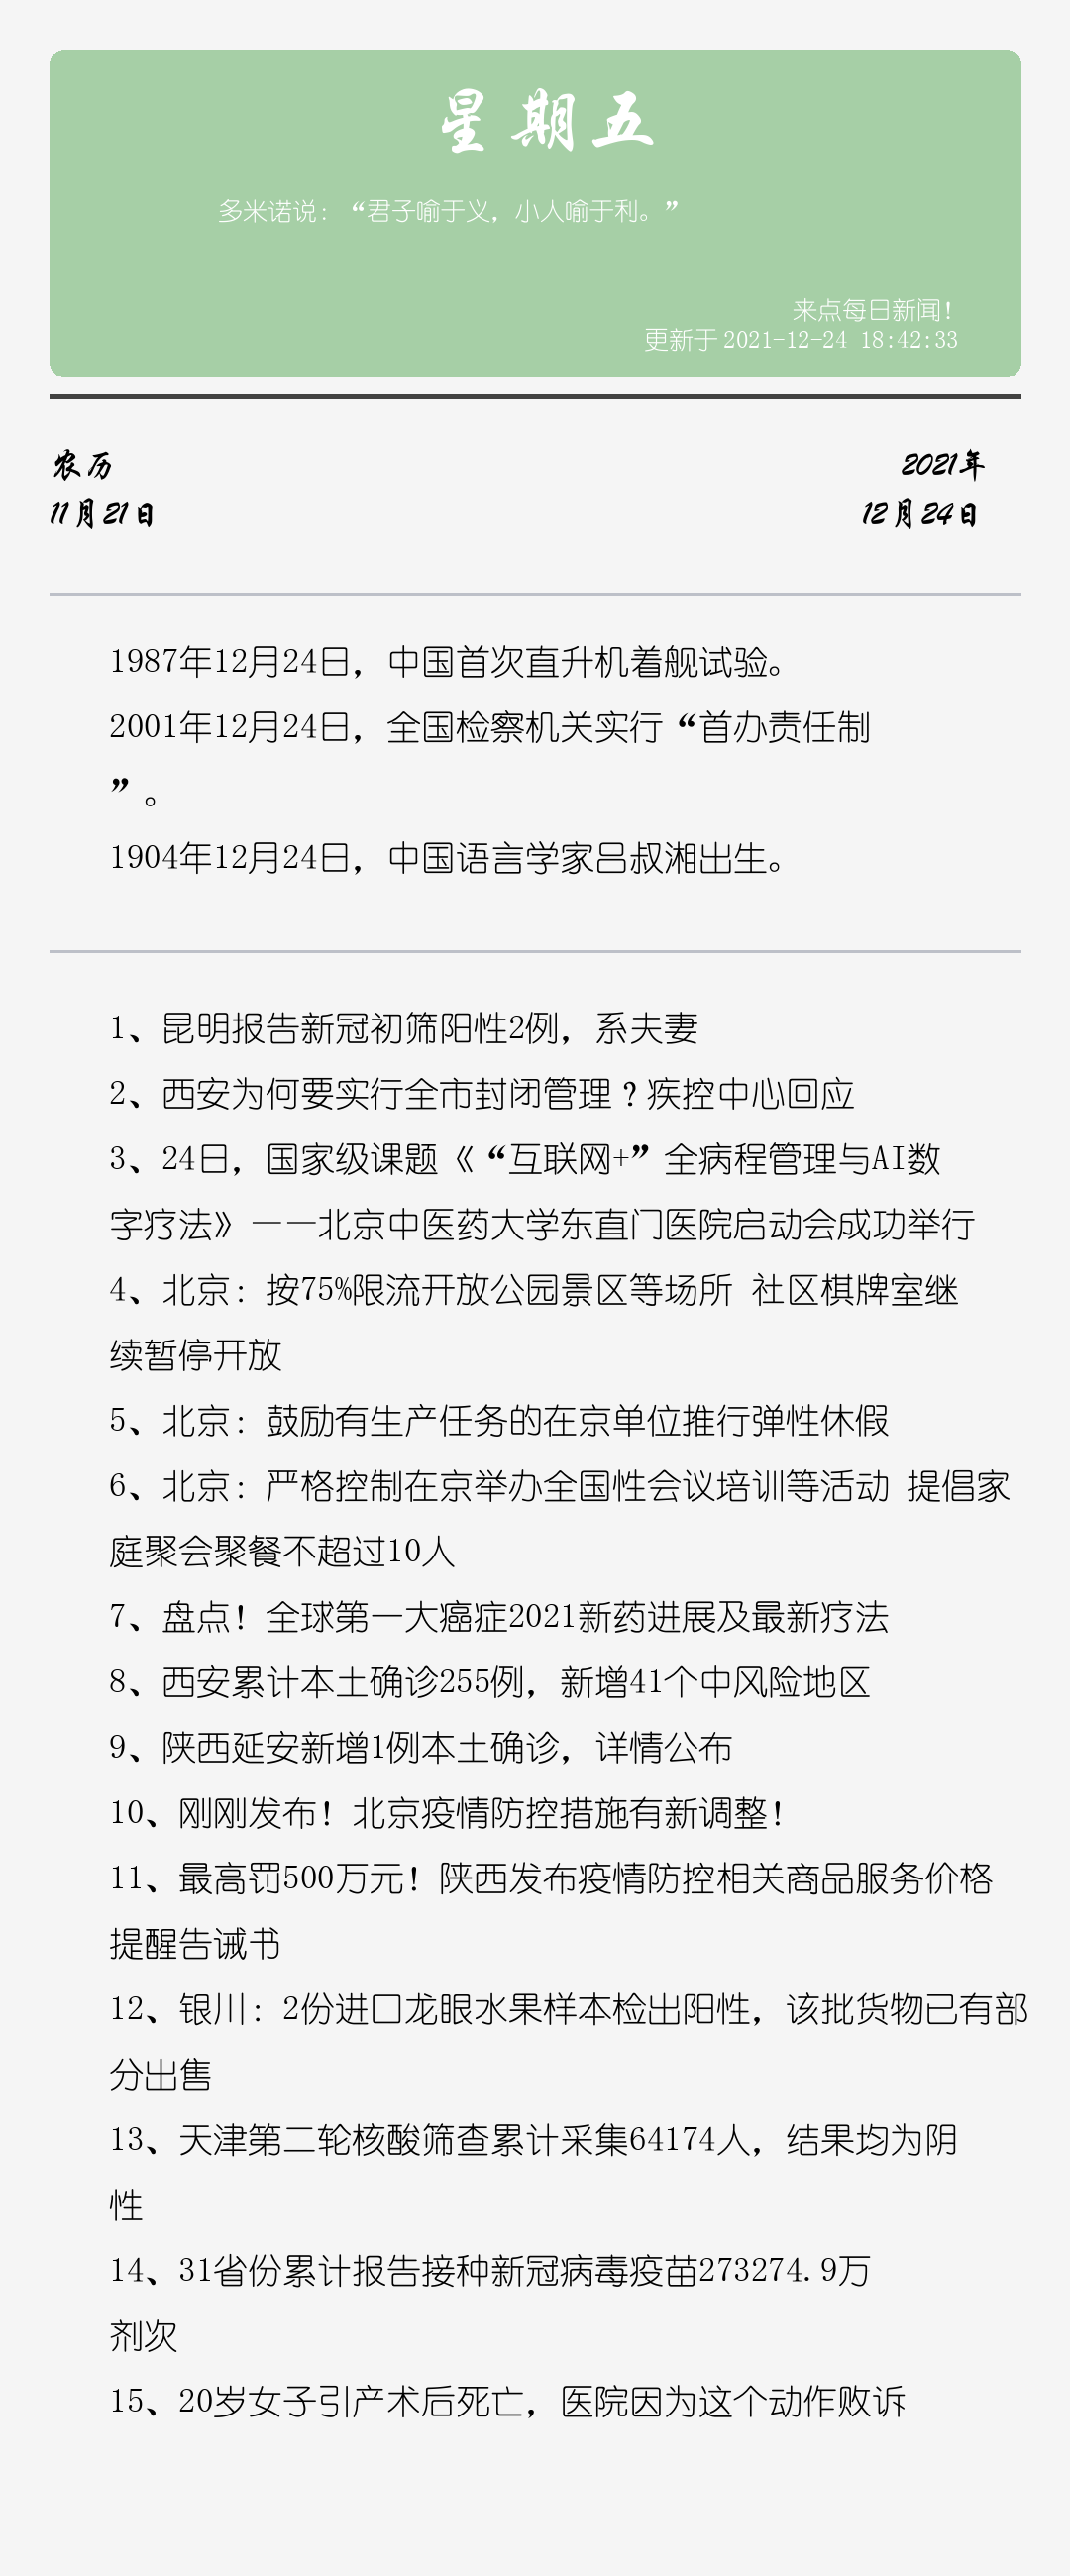 星期五
多米诺说：“君子喻于义，小人喻于利。”
来点每日新闻！
更新于 2021-12-24 18:42:33
农历
2021年
11月21日
12月24日
1987年12月24日，中国首次直升机着舰试验。
2001年12月24日，全国检察机关实行“首办责任制
”。
1904年12月24日，中国语言学家吕叔湘出生。
1、昆明报告新冠初筛阳性2例，系夫妻
2、西安为何要实行全市封闭管理？疾控中心回应
3、24日，国家级课题《“互联网+”全病程管理与AI数
字疗法》——北京中医药大学东直门医院启动会成功举行
4、北京：按75%限流开放公园景区等场所 社区棋牌室继
续暂停开放
5、北京：鼓励有生产任务的在京单位推行弹性休假
6、北京：严格控制在京举办全国性会议培训等活动 提倡家
庭聚会聚餐不超过10人
7、盘点！全球第一大癌症2021新药进展及最新疗法
8、西安累计本土确诊255例，新增41个中风险地区
9、陕西延安新增1例本土确诊，详情公布
10、刚刚发布！北京疫情防控措施有新调整！
11、最高罚500万元！陕西发布疫情防控相关商品服务价格
提醒告诫书
12、银川：2份进口龙眼水果样本检出阳性，该批货物已有部
分出售
13、天津第二轮核酸筛查累计采集64174人，结果均为阴
性
14、31省份累计报告接种新冠病毒疫苗273274.9万
剂次
15、20岁女子引产术后死亡，医院因为这个动作败诉